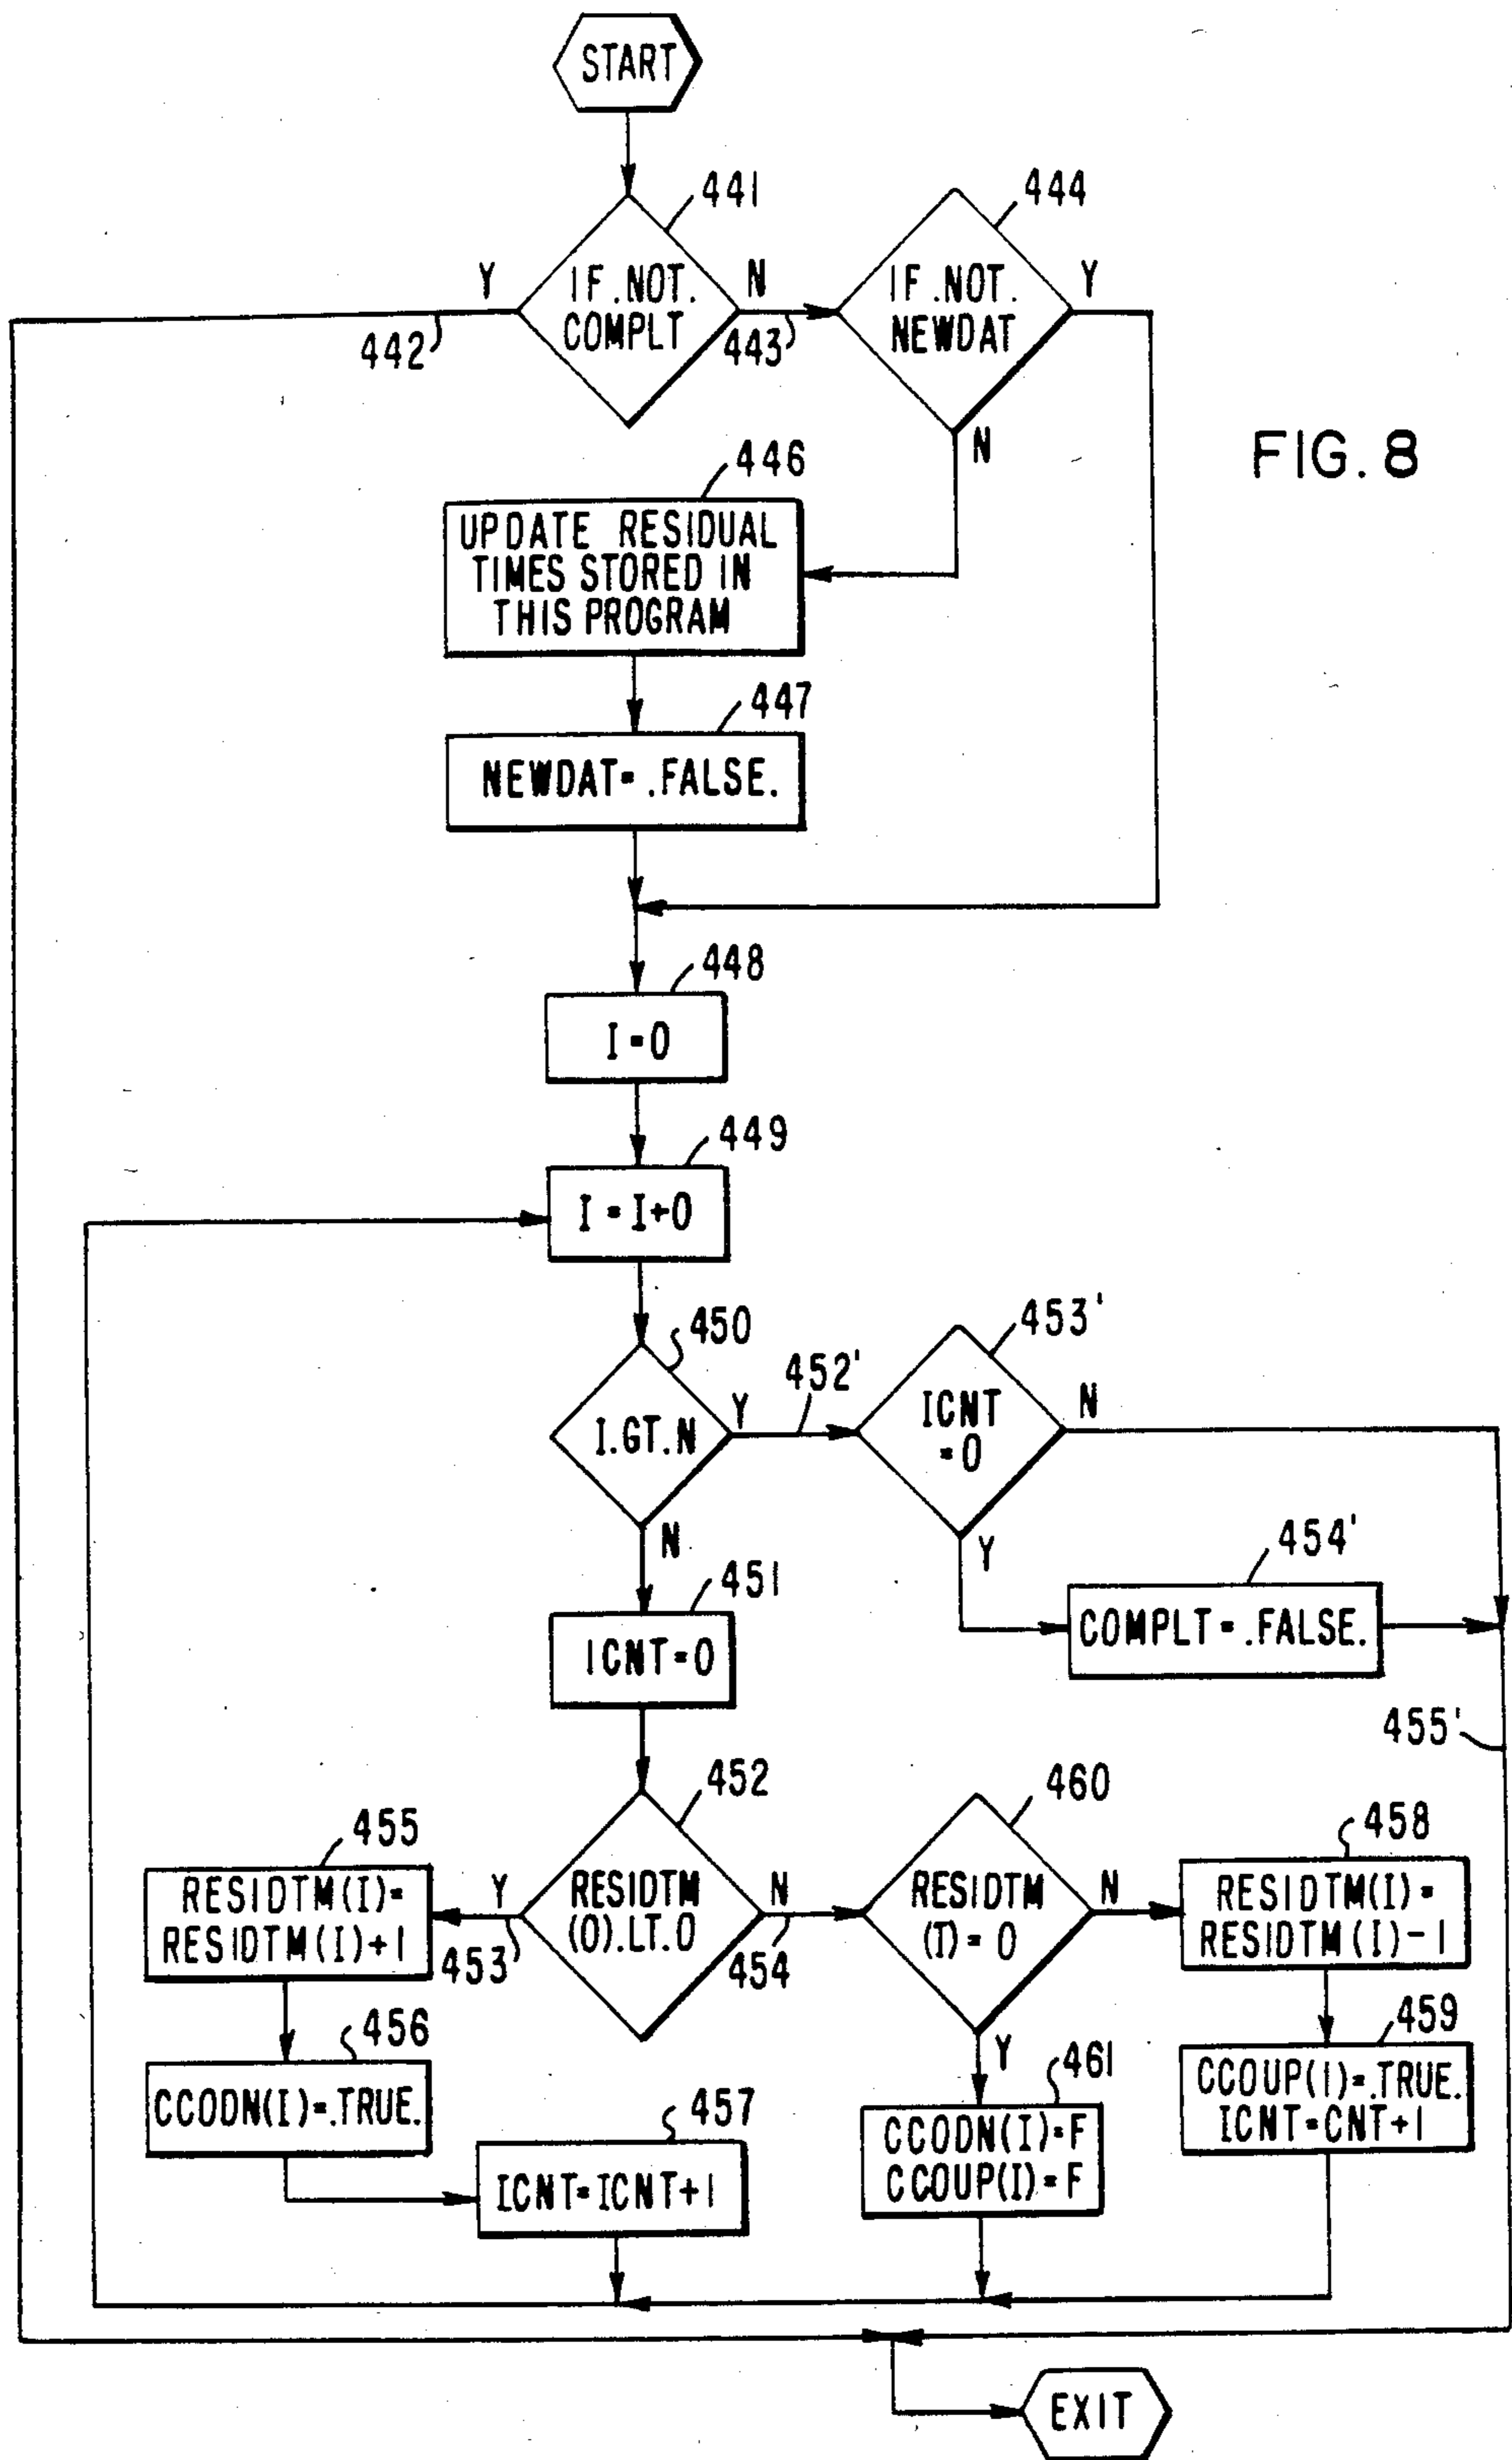 START
441
444
Y
IF.NOT.
COMPLT
N
IF.NOT.
NEWDAT
Y
442
443
N
FIG. 8
446
UPDATE RESIDUAL
TIMES STORED IN
THIS PROGRAM
447
NEWDAT=.FALSE.
448
I=0
449
I=I+0
450
I.GT.N
Y
452'
453'
ICNT
=0
N
N
Y
454'
COMPLT=.FALSE.
451
ICNT=0
455'
452
460
455
RESIDTM(I)=
RESIDTM(I)+1
Y
453
RESIDTM
(0).LT.0
N
454
RESIDTM
(I)=0
N
458
RESIDTM(I)=
RESIDTM(I)-1
456
CCODN(I)=.TRUE.
Y
461
CCODN(I)=F
CCOUP(I)=F
459
CCOUP(I)=.TRUE.
ICNT=CNT+1
457
ICNT=ICNT+1
EXIT